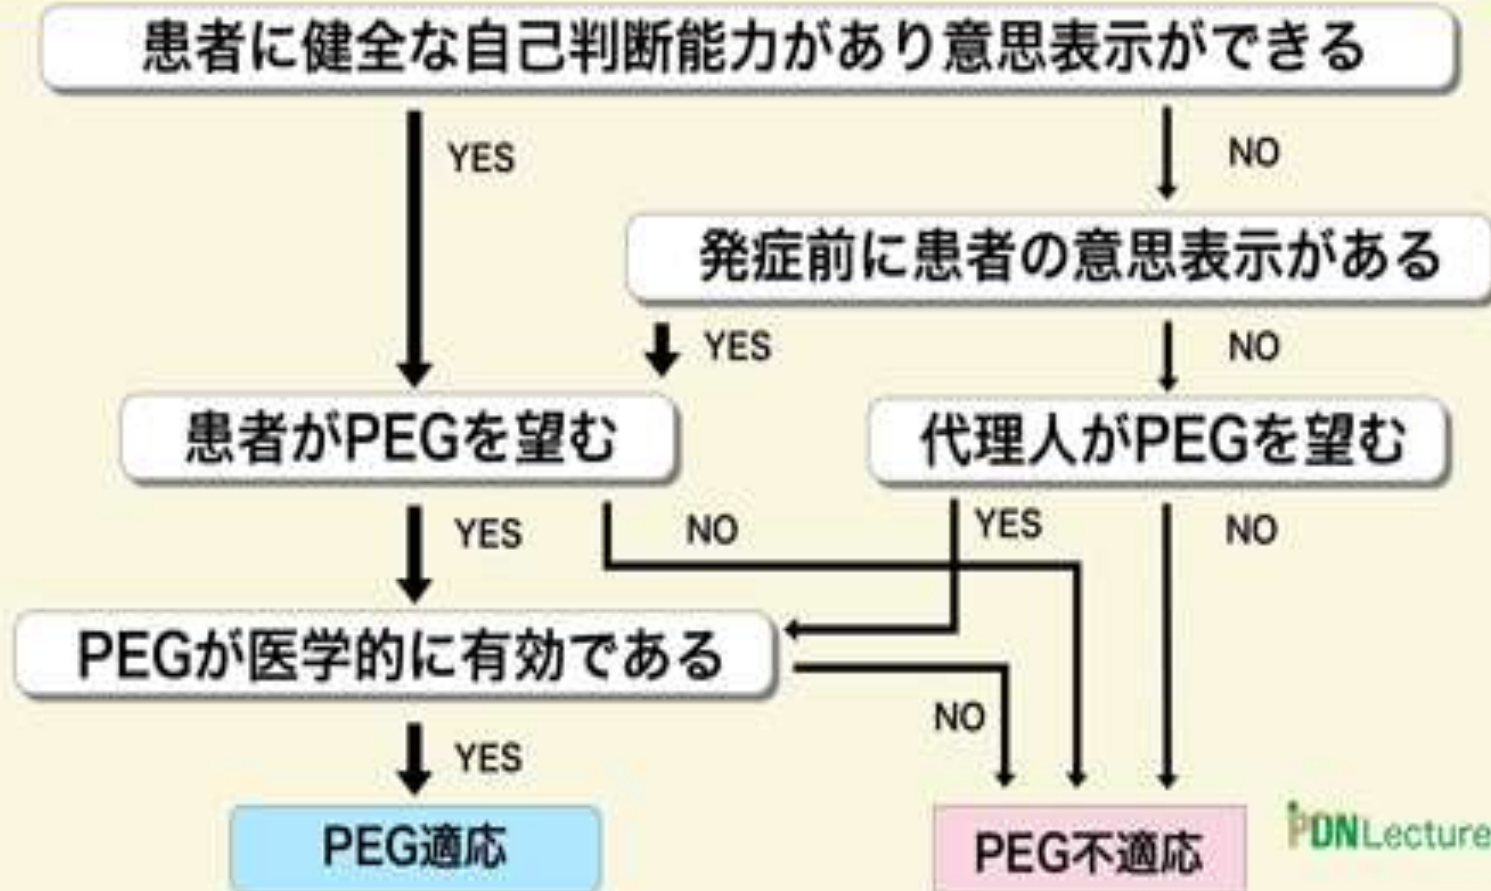 患者に健全な自己判断能力があり意思表示ができる
YES
NO
発症前に患者の意思表示がある
YES
NO
患者がPEGを望む
代理人がPEGを望む
YES
NO
YES
NO
PEGが医学的に有効である
NO
YES
PEG適応
PEG不適応
PDNLecture